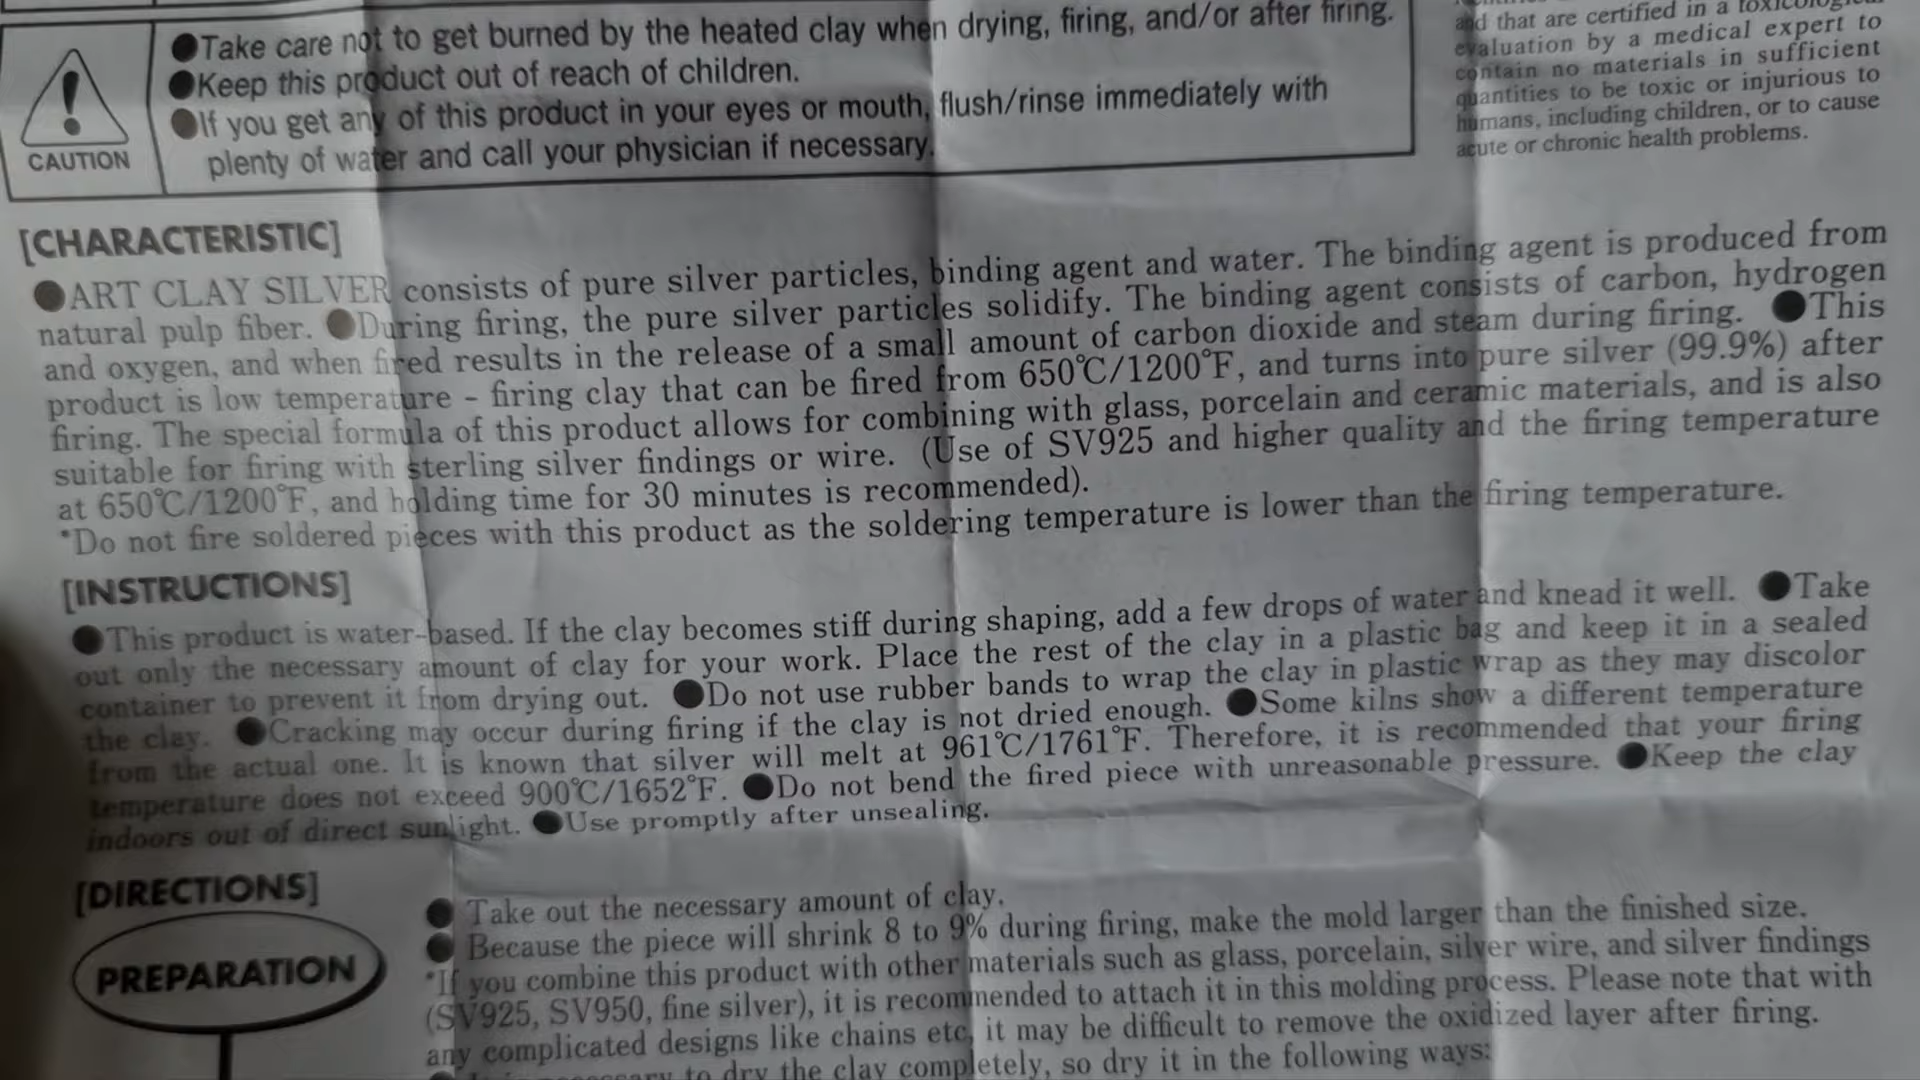 CAUTION
●Take care not to get burned by the heated clay when drying, firing, and/or after firing.
●Keep this product out of reach of children.
●If you get any of this product in your eyes or mouth, flush/rinse immediately with
plenty of water and call your physician if necessary.
and that are certified in a toxicological
evaluation by a medical expert to
contain no materials in sufficient
quantities to be toxic or injurious to
humans, including children, or to cause
acute or chronic health problems.
[CHARACTERISTIC]
●ART CLAY SILVER consists of pure silver particles, binding agent and water. The binding agent is produced from
natural pulp fiber. ●During firing, the pure silver particles solidify. The binding agent consists of carbon, hydrogen
and oxygen, and when fired results in the release of a small amount of carbon dioxide and steam during firing. ●This
product is low temperature - firing clay that can be fired from 650℃/1200℉, and turns into pure silver (99.9%) after
firing. The special formula of this product allows for combining with glass, porcelain and ceramic materials, and is also
suitable for firing with sterling silver findings or wire. (Use of SV925 and higher quality and the firing temperature
at 650℃/1200℉, and holding time for 30 minutes is recommended).
*Do not fire soldered pieces with this product as the soldering temperature is lower than the firing temperature.
[INSTRUCTIONS]
●This product is water-based. If the clay becomes stiff during shaping, add a few drops of water and knead it well. ●Take
out only the necessary amount of clay for your work. Place the rest of the clay in a plastic bag and keep it in a sealed
container to prevent it from drying out. ●Do not use rubber bands to wrap the clay in plastic wrap as they may discolor
the clay. ●Cracking may occur during firing if the clay is not dried enough. ●Some kilns show a different temperature
from the actual one. It is known that silver will melt at 961℃/1761℉. Therefore, it is recommended that your firing
temperature does not exceed 900℃/1652℉. ●Do not bend the fired piece with unreasonable pressure. ●Keep the clay
indoors out of direct sunlight. ●Use promptly after unsealing.
[DIRECTIONS]
PREPARATION
● Take out the necessary amount of clay.
● Because the piece will shrink 8 to 9% during firing, make the mold larger than the finished size.
*If you combine this product with other materials such as glass, porcelain, silver wire, and silver findings
(SV925, SV950, fine silver), it is recommended to attach it in this molding process. Please note that with
any complicated designs like chains etc, it may be difficult to remove the oxidized layer after firing.
to dry the clay completely, so dry it in the following ways: